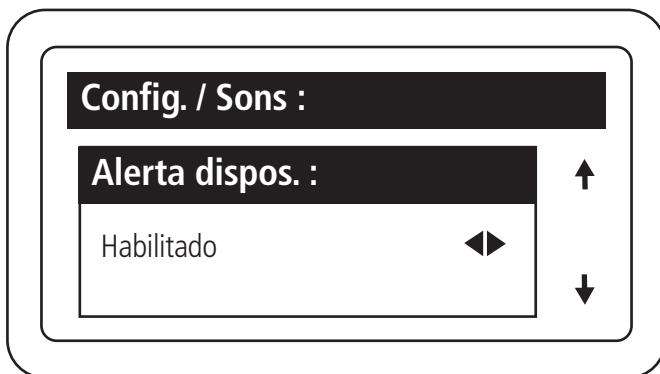 Config. / Sons :
Alerta dispos. :
Habilitado